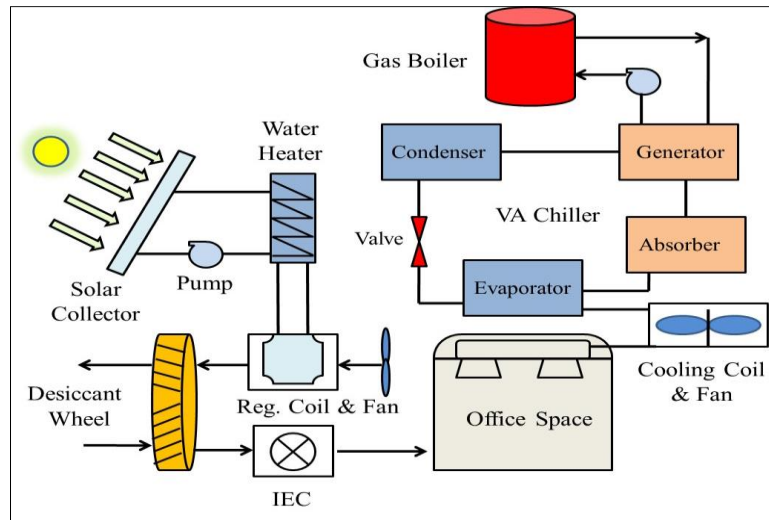 Gas Boiler
Water
Heater
Condenser
Generator
VA Chiller
Valve
Absorber
Pump
Solar
Collector
Evaporator
Cooling Coil
& Fan
Desiccant
Wheel
Reg. Coil & Fan
Office Space
IEC